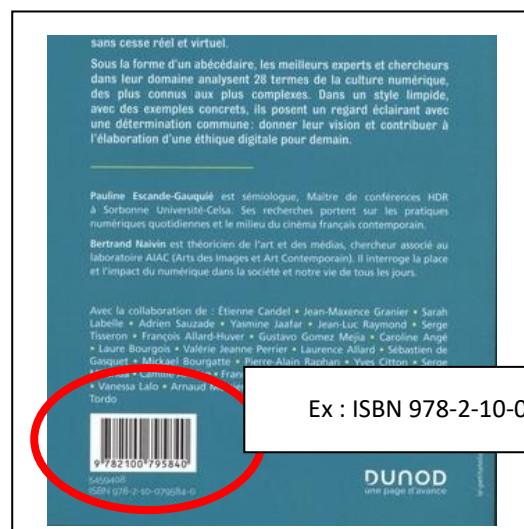 sans cesse réel et virtuel.
Sous la forme d'un abécédaire, les meilleurs experts et chercheurs
dans leur domaine analysent 28 termes de la culture numérique,
des plus connus aux plus complexes. Dans un style limpide,
avec des exemples concrets, ils posent un regard éclairant avec
une détermination commune : donner leur vision et contribuer à
l'élaboration d'une éthique digitale pour demain.
Pauline Escande-Gauquié est sémiologue, Maître de conférences HDR
à Sorbonne Université-Celsa. Ses recherches portent sur les pratiques
numériques quotidiennes et le milieu du cinéma français contemporain.
Bertrand Naivin est théoricien de l'art et des médias, chercheur associé au
laboratoire AIAC (Arts des Images et Art Contemporain). Il interroge la place
et l'impact du numérique dans la société et notre vie de tous les jours.
Avec la collaboration de : Étienne Candel • Jean-Maxence Granier • Sarah
Labelle • Adrien Sauzade • Yasmine Jaafar • Jean-Luc Raymond • Serge
Tisseron • François Allard-Huver • Gustavo Gomez Mejia • Caroline Angé
• Laure Bourgois • Valérie Jeanne Perrier • Laurence Allard • Sébastien de
Gasquet • Mickael Bourgatte • Pierre-Alain Raphan • Yves Citton • Serge
• Camille
• Vanessa Lalo • Arnaud
Tordo
Ex : ISBN 978-2-10-0
9 782100 795840
5459408
ISBN 978-2-10-079584-0
DUNOD
une page d'avance